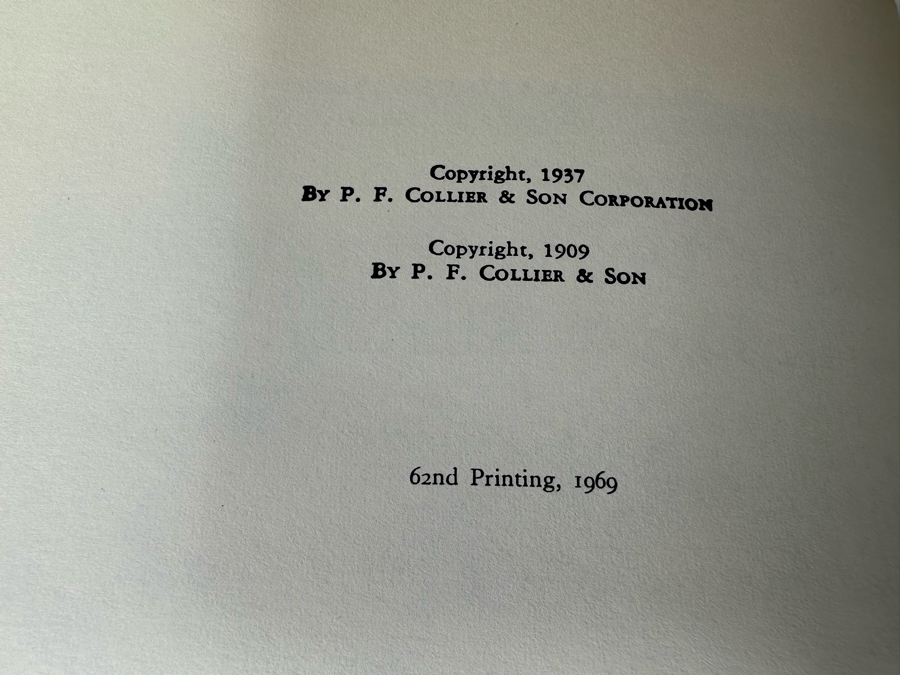 Copyright, 1937
By P. F. Collier & Son Corporation
Copyright, 1909
By P. F. Collier & Son
62nd Printing, 1969